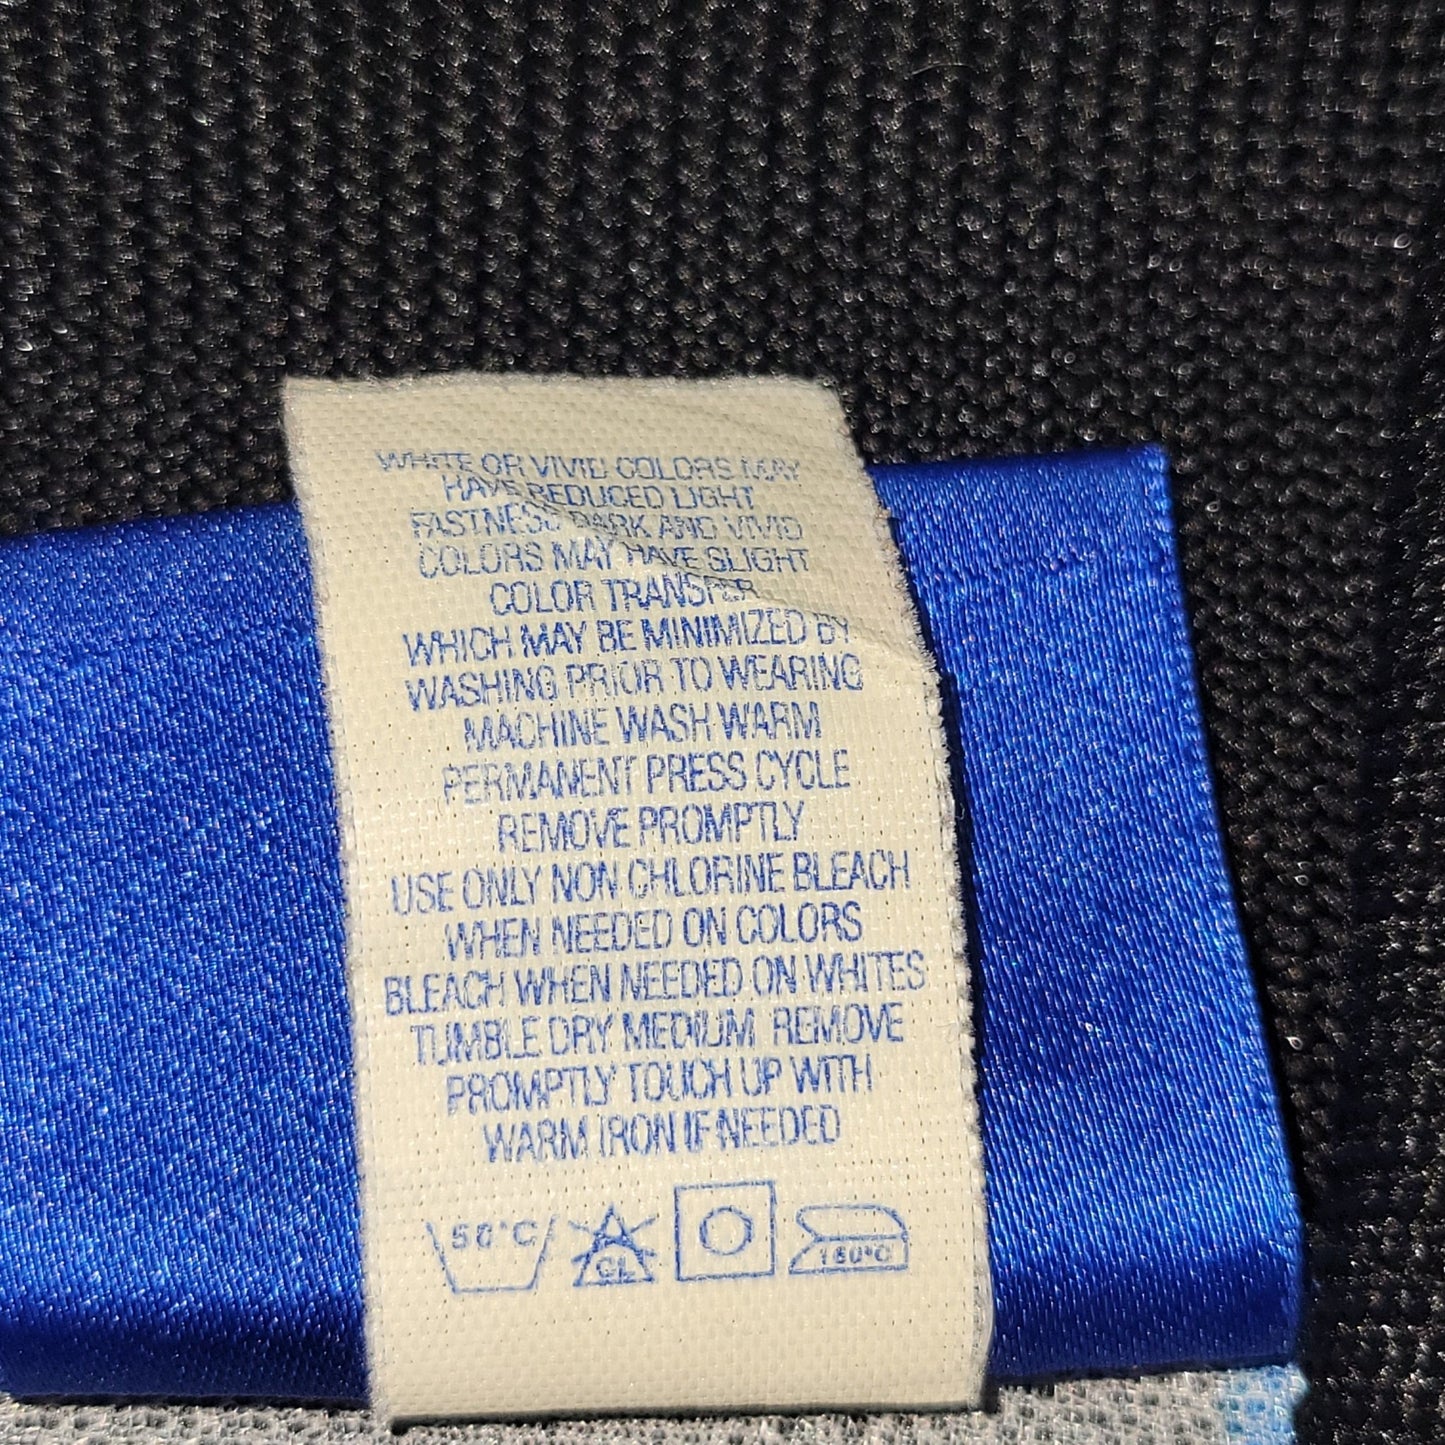 WHITE OR VIVID COLORS MAY
HAVE REDUCED LIGHT
FASTNESS DARK AND VIVID
COLORS MAY HAVE SLIGHT
COLOR TRANSFER
WHICH MAY BE MINIMIZED BY
WASHING PRIOR TO WEARING
MACHINE WASH WARM
PERMANENT PRESS CYCLE
REMOVE PROMPTLY
USE ONLY NON CHLORINE BLEACH
WHEN NEEDED ON COLORS
BLEACH WHEN NEEDED ON WHITES
TUMBLE DRY MEDIUM REMOVE
PROMPTLY TOUCH UP WITH
WARM IRON IF NEEDED
50°C CL 150°C